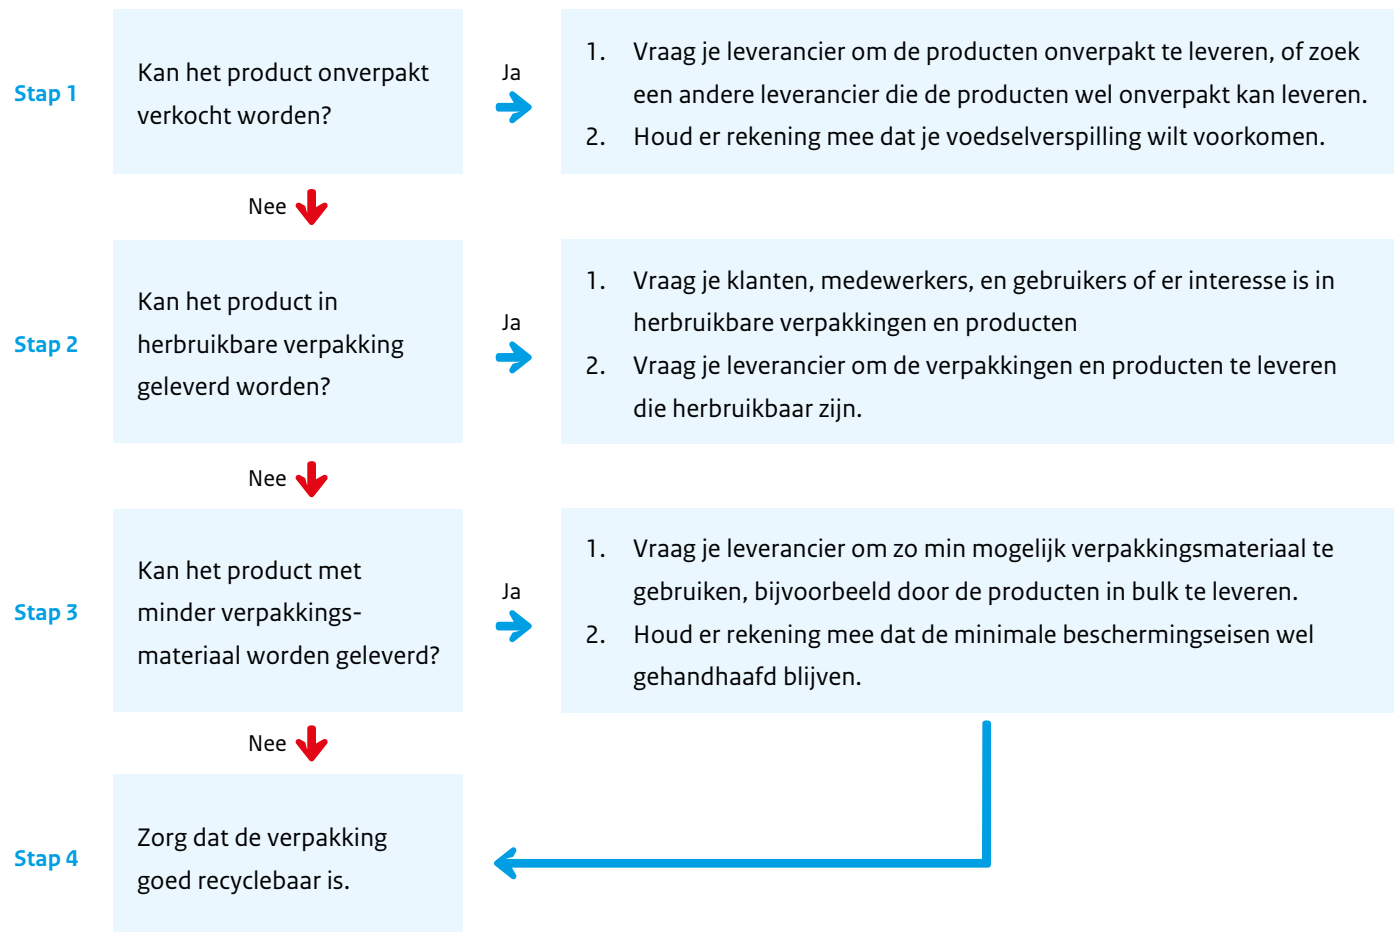 Stap 1
Kan het product onverpakt
verkocht worden?
Ja
1. Vraag je leverancier om de producten onverpakt te leveren, of zoek
een andere leverancier die de producten wel onverpakt kan leveren.
2. Houd er rekening mee dat je voedselverspilling wilt voorkomen.
Nee
Stap 2
Kan het product in
herbruikbare verpakking
geleverd worden?
Ja
1. Vraag je klanten, medewerkers, en gebruikers of er interesse is in
herbruikbare verpakkingen en producten
2. Vraag je leverancier om de verpakkingen en producten te leveren
die herbruikbaar zijn.
Nee
Stap 3
Kan het product met
minder verpakkings-
materiaal worden geleverd?
Ja
1. Vraag je leverancier om zo min mogelijk verpakkingsmateriaal te
gebruiken, bijvoorbeeld door de producten in bulk te leveren.
2. Houd er rekening mee dat de minimale beschermingseisen wel
gehandhaafd blijven.
Nee
Stap 4
Zorg dat de verpakking
goed recyclebaar is.